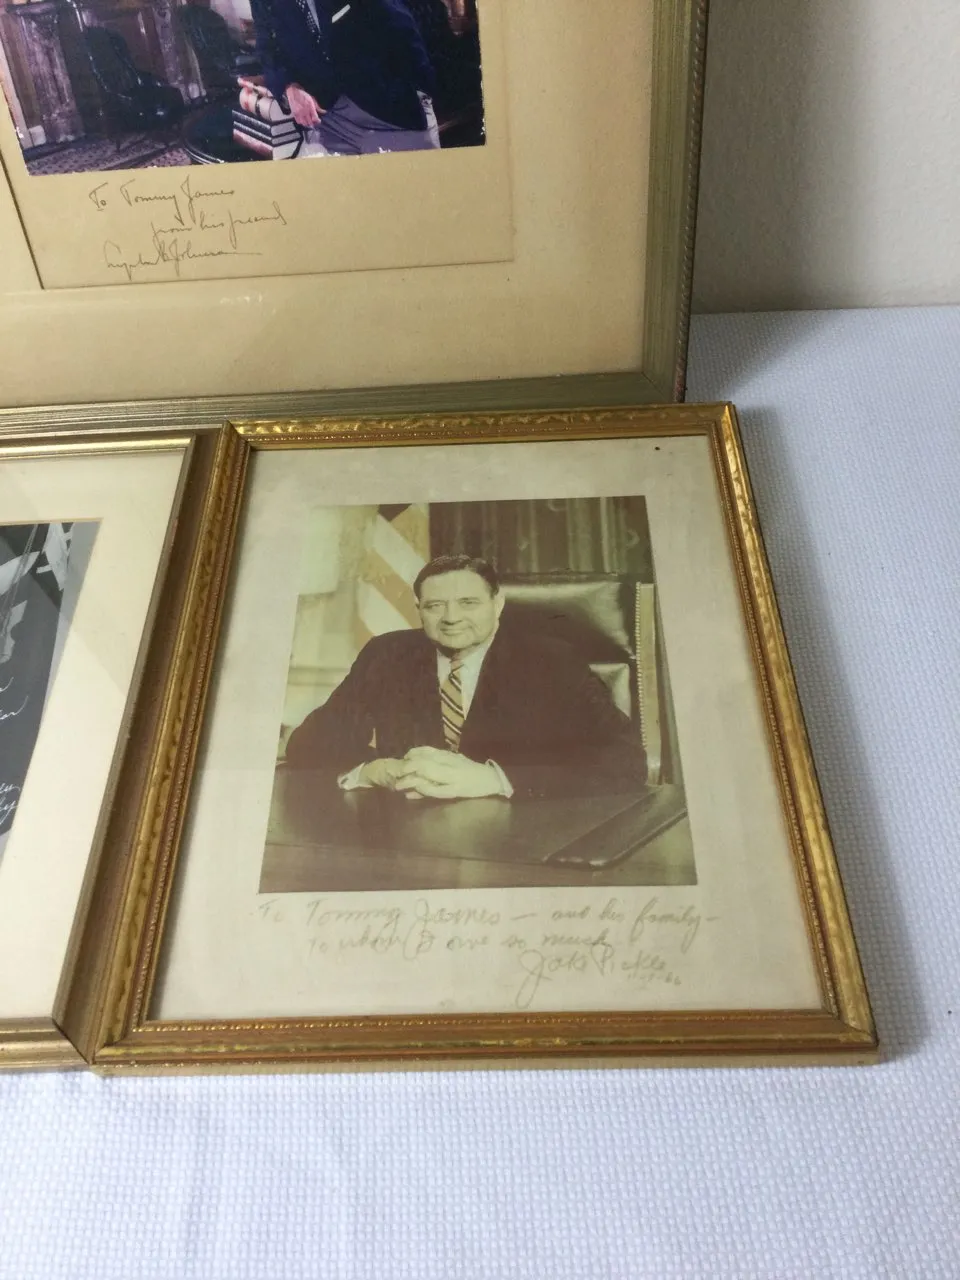 To Tommy James
from his friend
Lyndon B Johnson
To Tommy James — and his family —
To whom I owe so much
Jake Pickle